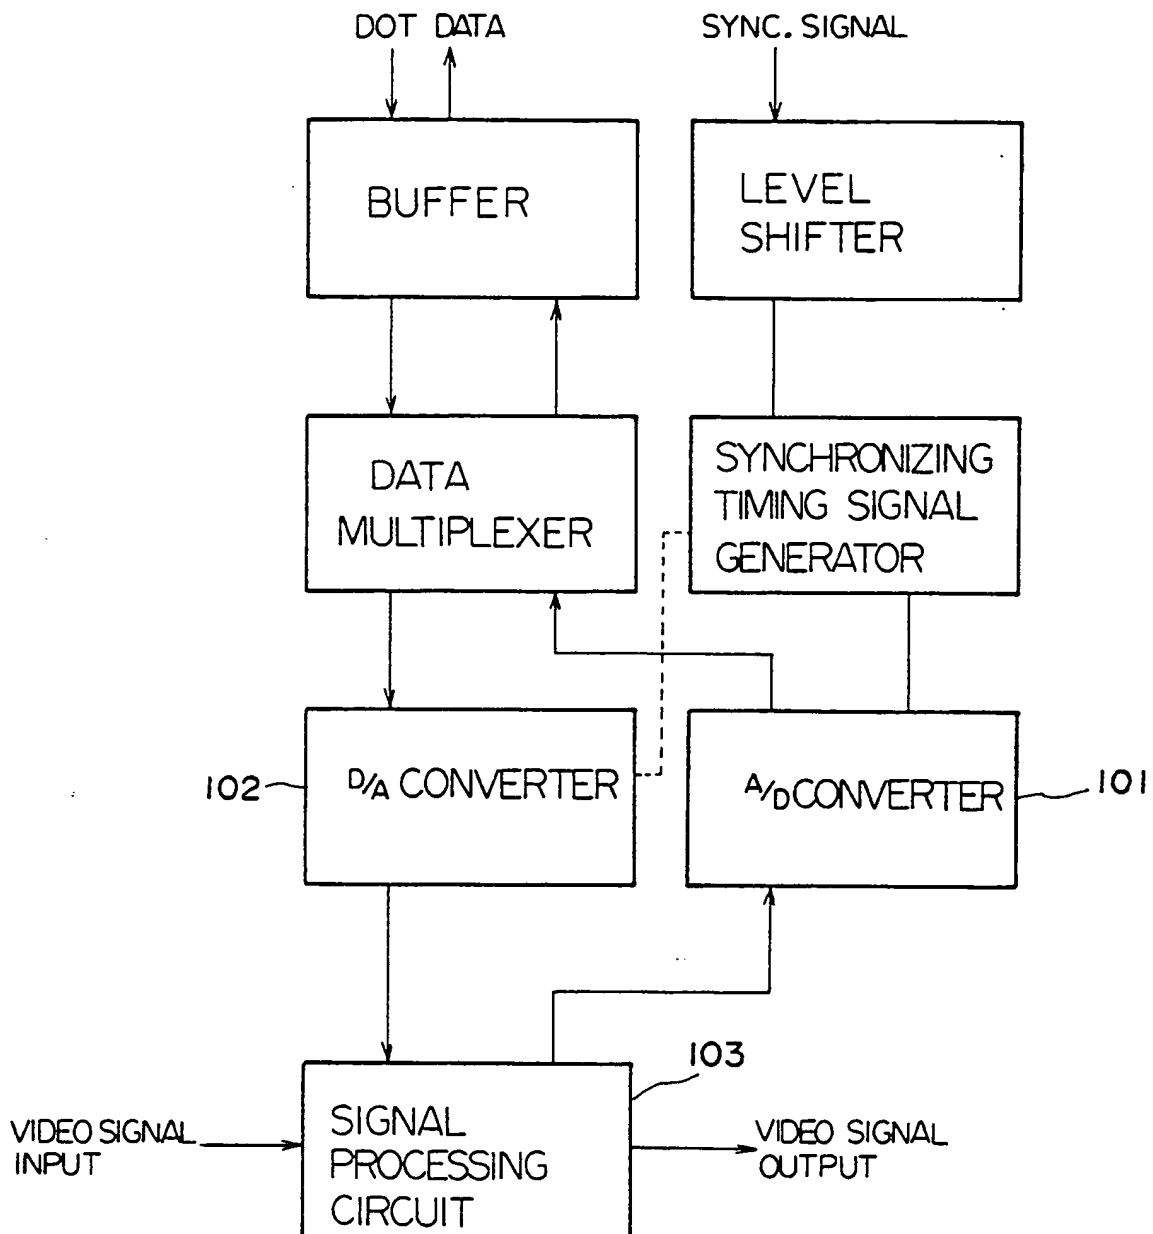 DOT DATA
SYNC. SIGNAL
BUFFER
LEVEL
SHIFTER
DATA
MULTIPLEXER
SYNCHRONIZING
TIMING SIGNAL
GENERATOR
102
D/A CONVERTER
A/D CONVERTER
101
103
VIDEO SIGNAL
INPUT
SIGNAL
PROCESSING
CIRCUIT
VIDEO SIGNAL
OUTPUT